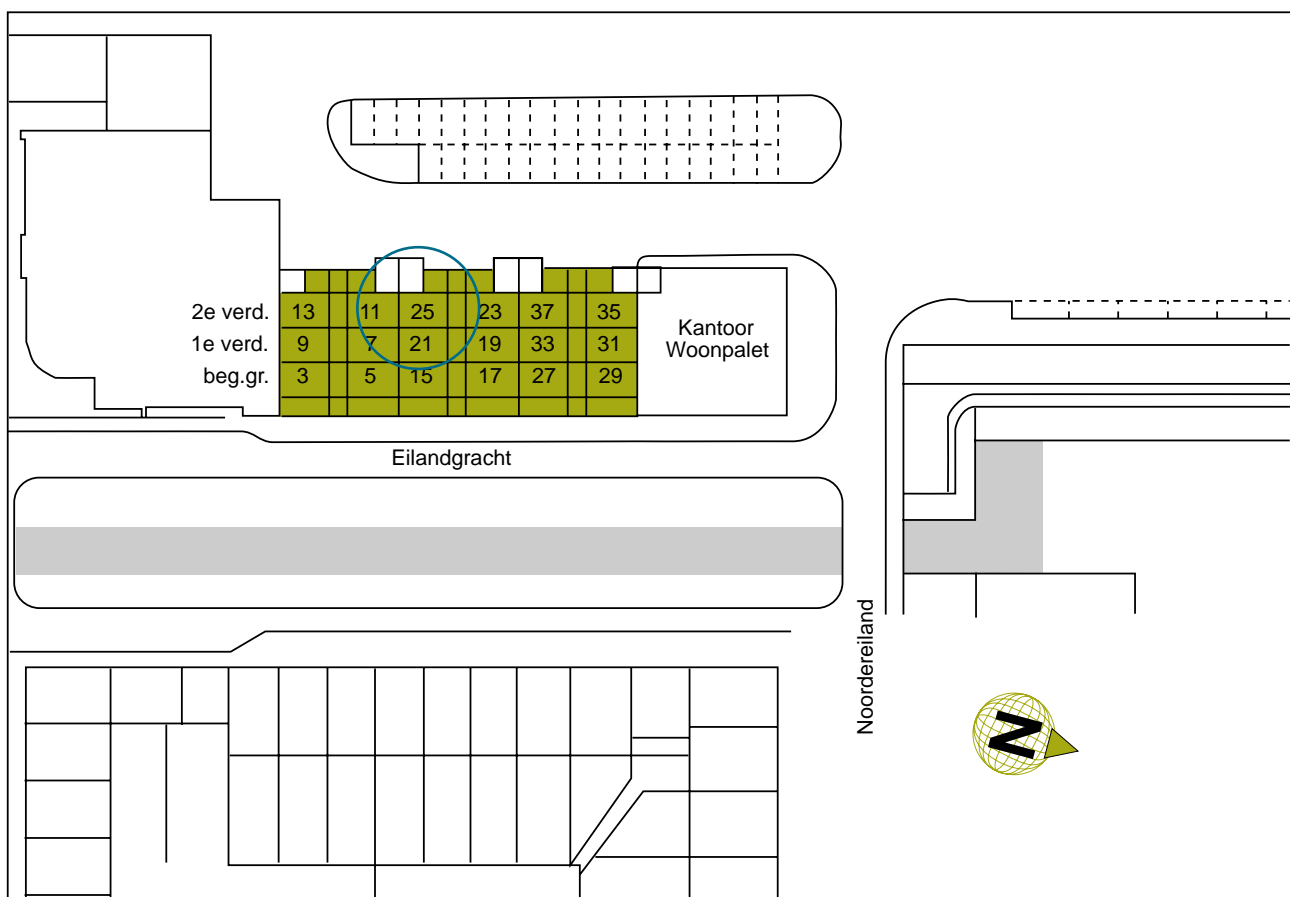 2e verd. 13 11 25 23 37 35
1e verd. 9 7 21 19 33 31
beg.gr. 3 5 15 17 27 29
Kantoor
Woonpalet
Eilandgracht
Noordereiland
N